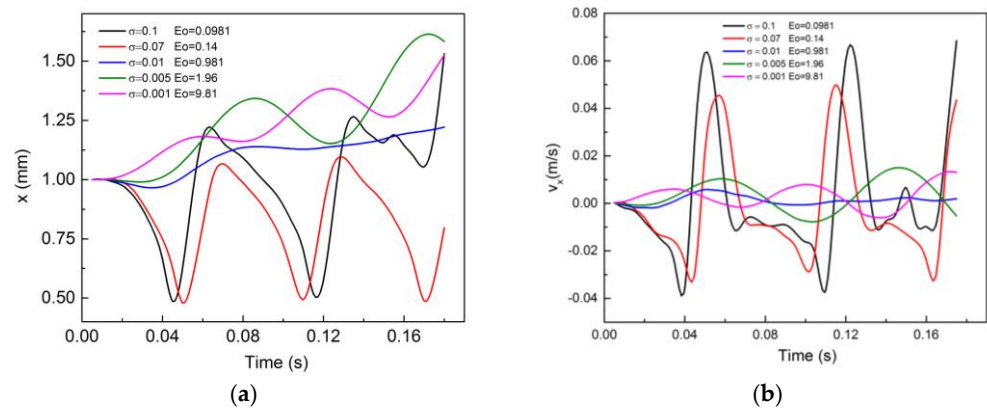 (a)
σ=0.1 Eo=0.0981
σ=0.07 Eo=0.14
σ=0.01 Eo=0.981
σ=0.005 Eo=1.96
σ=0.001 Eo=9.81
1.50
1.25
1.00
0.75
0.50
x (mm)
0.00 0.04 0.08 0.12 0.16
Time (s)
(b)
σ = 0.1 Eo=0.0981
σ = 0.07 Eo=0.14
σ = 0.01 Eo=0.981
σ = 0.005 Eo=1.96
σ = 0.001 Eo=9.81
0.08
0.06
0.04
0.02
0.00
-0.02
-0.04
vₓ(m/s)
0.00 0.04 0.08 0.12 0.16
Time (s)
(a)
(b)